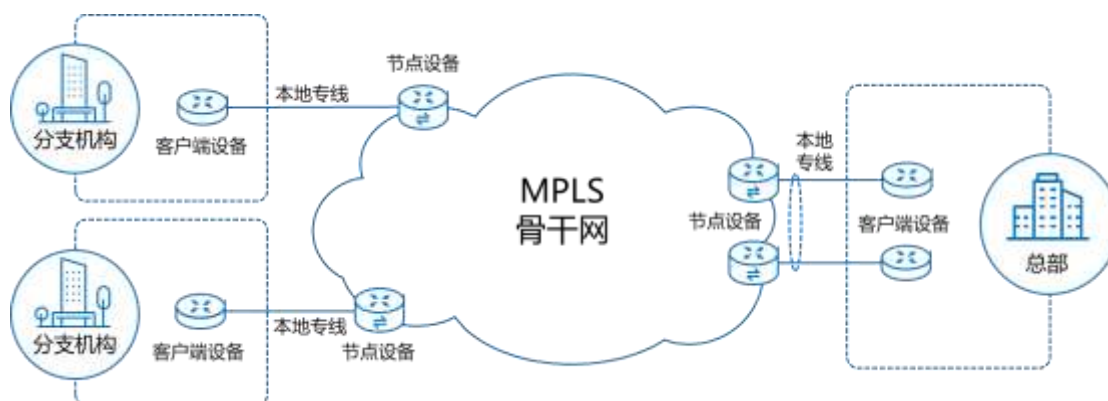 节点设备
本地专线
分支机构
客户端设备
本地
专线
MPLS
骨干网
节点设备
客户端设备
总部
本地专线
分支机构
客户端设备
节点设备